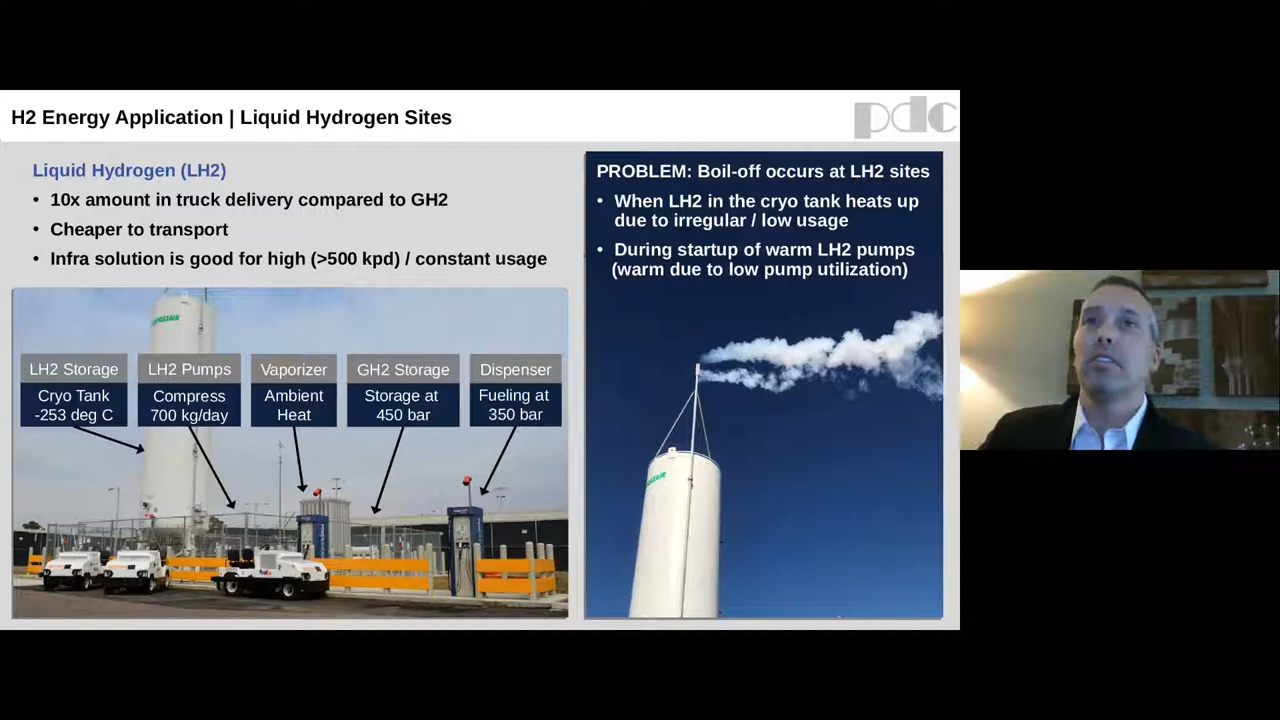 H2 Energy Application | Liquid Hydrogen Sites
pdc
Liquid Hydrogen (LH2)
• 10x amount in truck delivery compared to GH2
• Cheaper to transport
• Infra solution is good for high (>500 kpd) / constant usage
LH2 Storage
Cryo Tank
-253 deg C
LH2 Pumps
Compress
700 kg/day
Vaporizer
Ambient
Heat
GH2 Storage
Storage at
450 bar
Dispenser
Fueling at
350 bar
FedEx
PROBLEM: Boil-off occurs at LH2 sites
• When LH2 in the cryo tank heats up
due to irregular / low usage
• During startup of warm LH2 pumps
(warm due to low pump utilization)